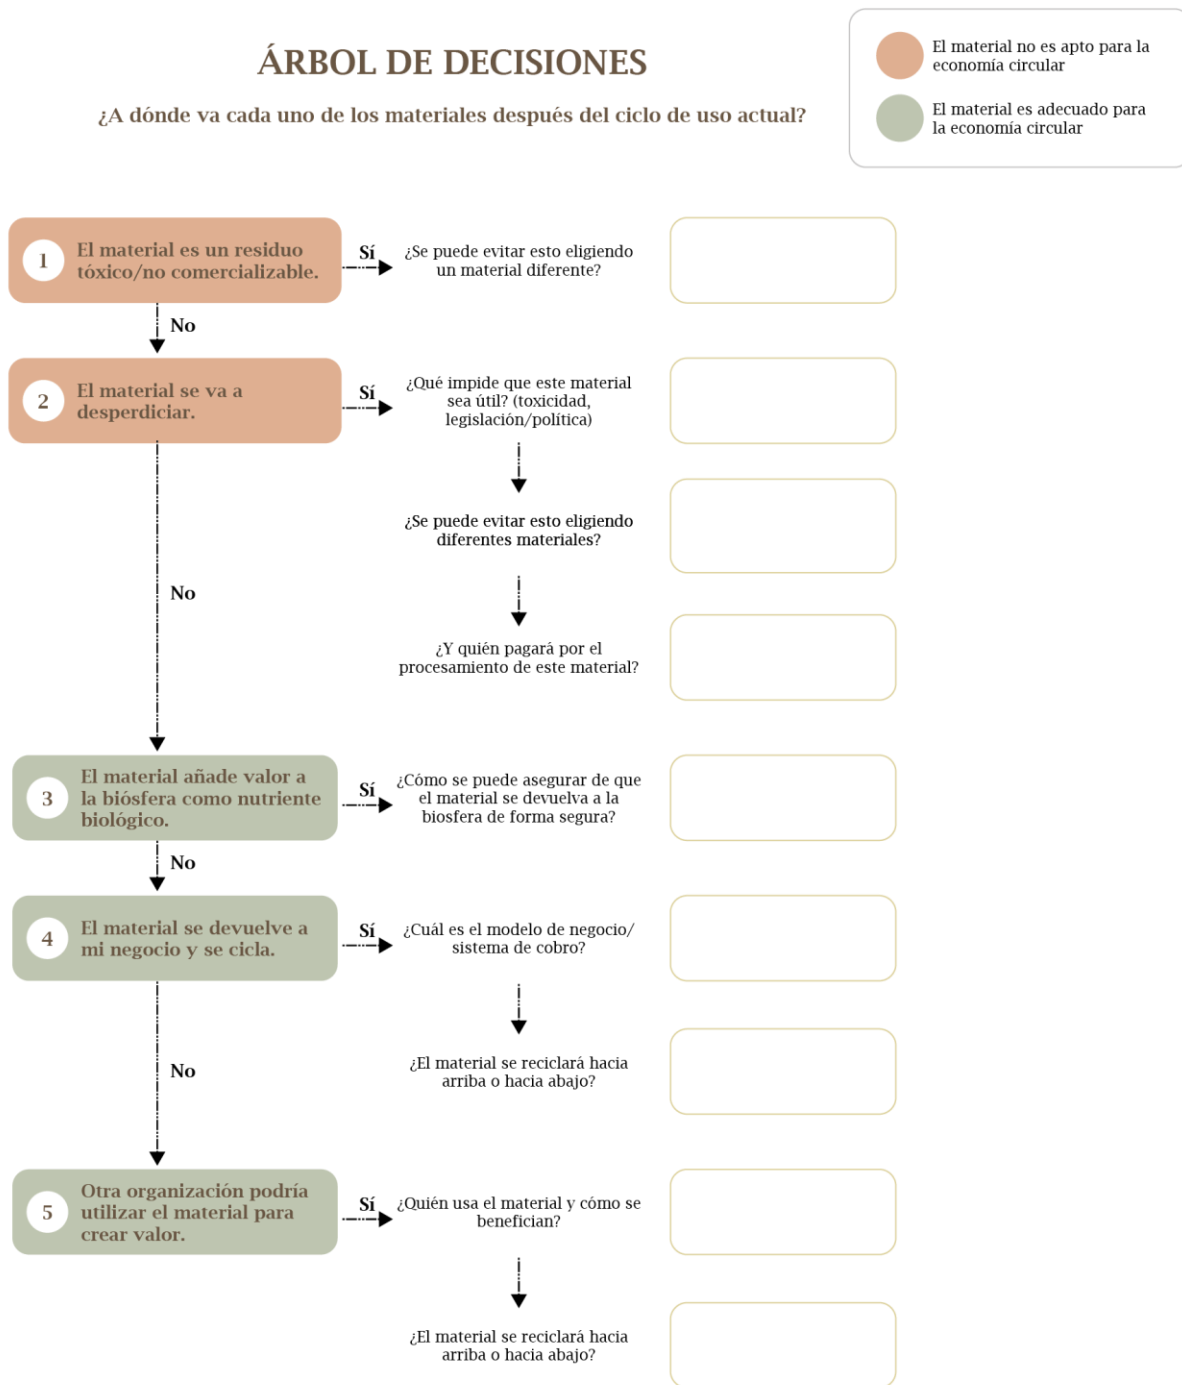 ÁRBOL DE DECISIONES
¿A dónde va cada uno de los materiales después del ciclo de uso actual?
El material no es apto para la
economía circular
El material es adecuado para
la economía circular
1
El material es un residuo
tóxico/no comercializable.
Sí
¿Se puede evitar esto eligiendo
un material diferente?
No
2
El material se va a
desperdiciar.
Sí
¿Qué impide que este material
sea útil? (toxicidad,
legislación/política)
¿Se puede evitar esto eligiendo
diferentes materiales?
No
¿Y quién pagará por el
procesamiento de este material?
3
El material añade valor a
la biósfera como nutriente
biológico.
Sí
¿Cómo se puede asegurar de que
el material se devuelva a la
biosfera de forma segura?
No
4
El material se devuelve a
mi negocio y se cicla.
Sí
¿Cuál es el modelo de negocio/
sistema de cobro?
No
¿El material se reciclará hacia
arriba o hacia abajo?
5
Otra organización podría
utilizar el material para
crear valor.
Sí
¿Quién usa el material y cómo se
benefician?
¿El material se reciclará hacia
arriba o hacia abajo?